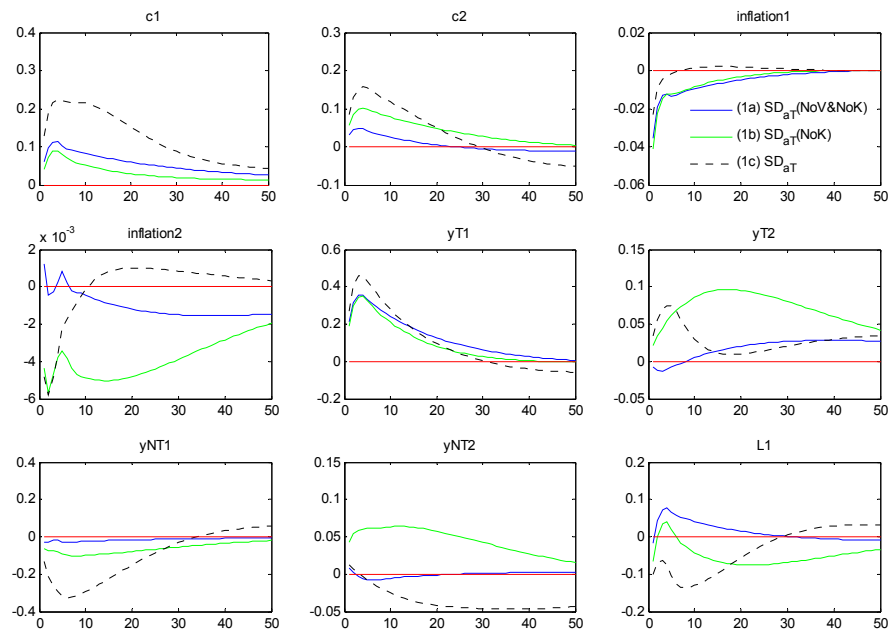 c1
c2
inflation1
0.4
0.3
0.2
0.1
0
0 10 20 30 40 50
0.3
0.2
0.1
0
-0.1
0 10 20 30 40 50
0.02
0
-0.02
-0.04
-0.06
0 10 20 30 40 50
(1a) SD_aT(NoV&NoK)
(1b) SD_aT(NoK)
(1c) SD_aT
inflation2
yT1
yT2
x 10^-3
2
0
-2
-4
-6
0 10 20 30 40 50
0.6
0.4
0.2
0
-0.2
0 10 20 30 40 50
0.15
0.1
0.05
0
-0.05
0 10 20 30 40 50
yNT1
yNT2
L1
0.4
0.2
0
-0.2
-0.4
0 10 20 30 40 50
0.15
0.1
0.05
0
-0.05
0 10 20 30 40 50
0.2
0.1
0
-0.1
-0.2
0 10 20 30 40 50